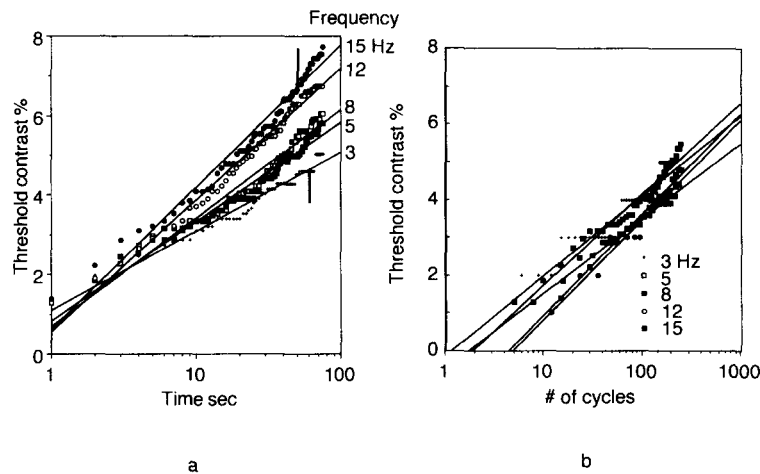 Frequency
8
6
4
2
0
Threshold contrast %
15 Hz
12
8
5
3
1
10
100
Time sec
a
8
6
4
2
0
Threshold contrast %
3 Hz
5
8
12
15
1
10
100
1000
# of cycles
b